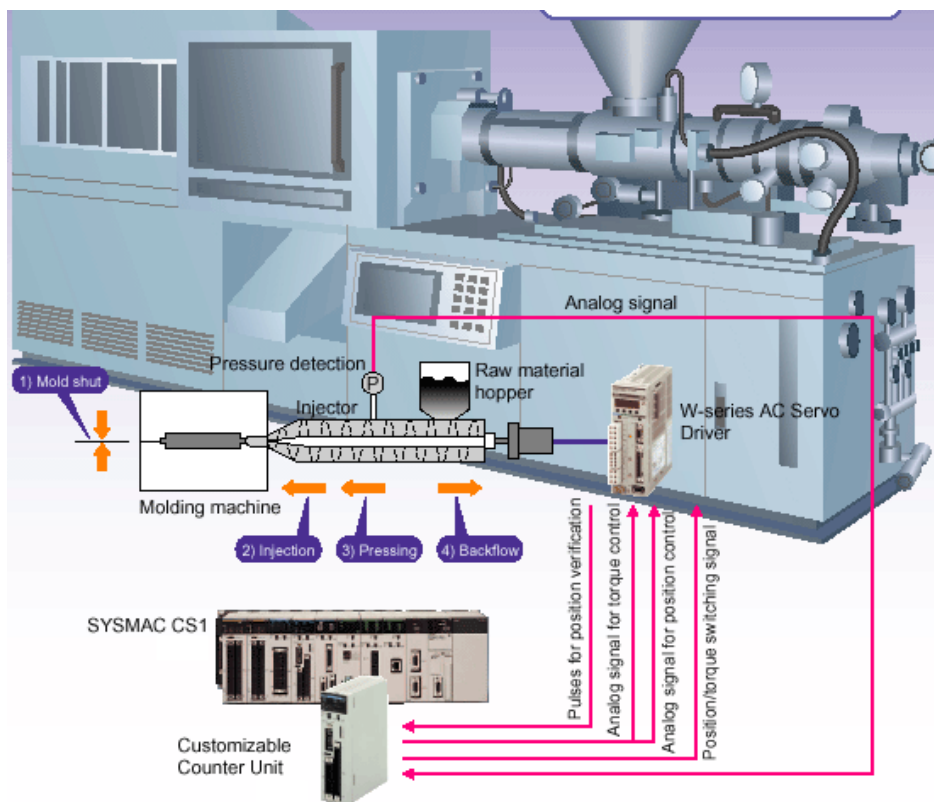 Analog signal
Pressure detection
Raw material
hopper
1) Mold shut
P
Injector
W-series AC Servo
Driver
Molding machine
2) Injection
3) Pressing
4) Backflow
Pulses for position verification
Analog signal for torque control
Analog signal for position control
Position/torque switching signal
SYSMAC CS1
Customizable
Counter Unit